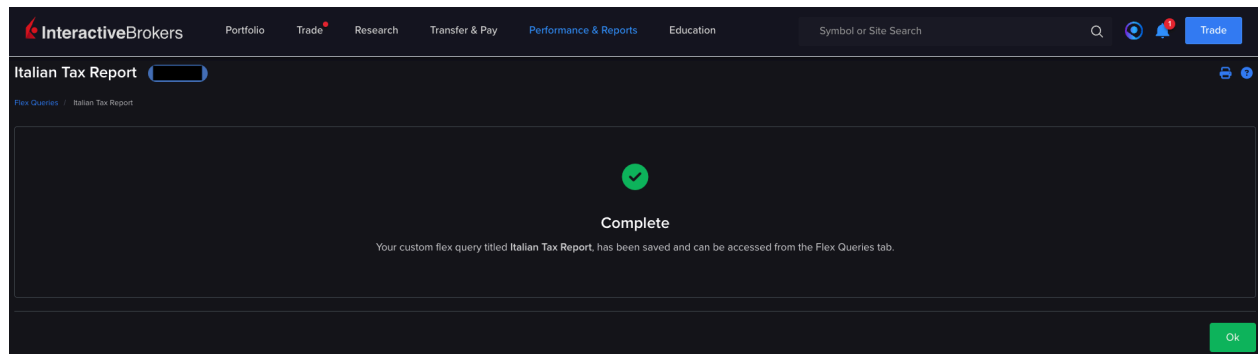 InteractiveBrokers Portfolio Trade Research Transfer & Pay Performance & Reports Education Symbol or Site Search 1 Trade
Italian Tax Report ?
Flex Queries / Italian Tax Report
Complete
Your custom flex query titled Italian Tax Report, has been saved and can be accessed from the Flex Queries tab.
Ok